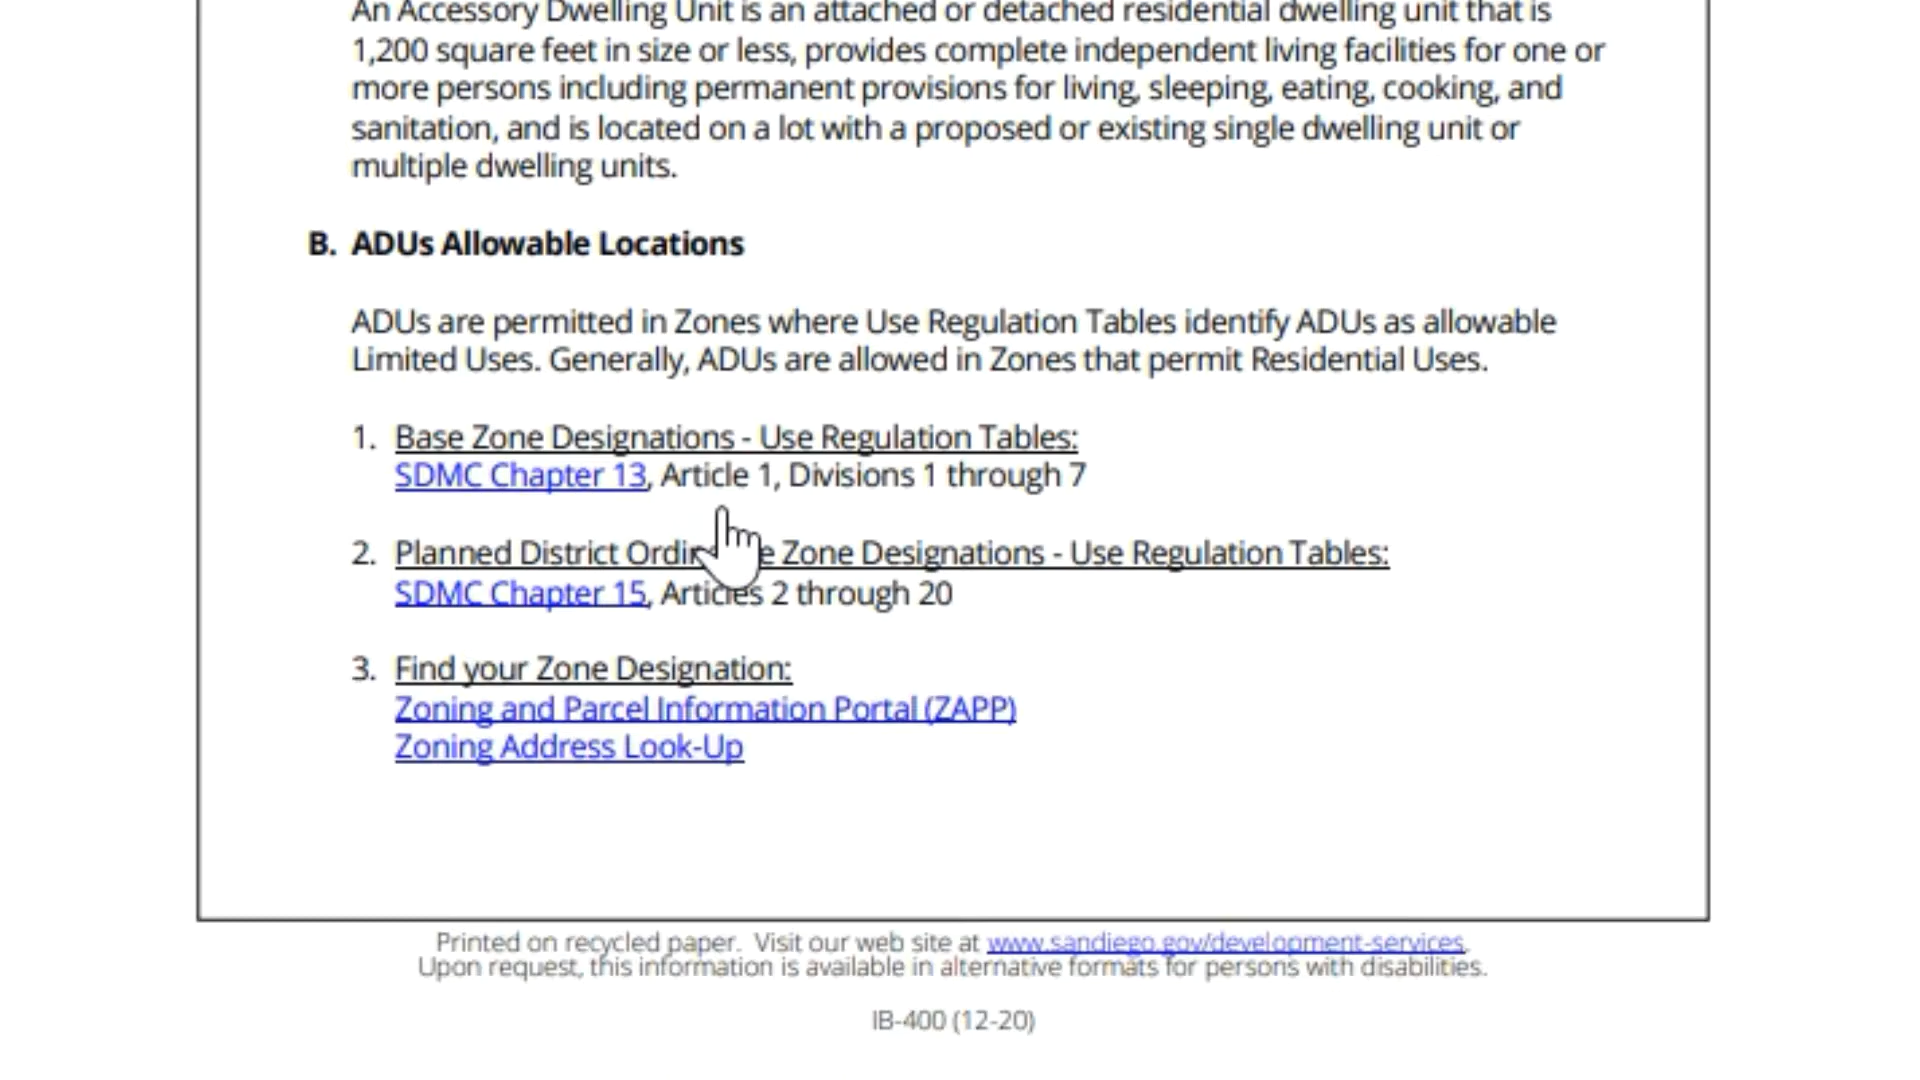 An Accessory Dwelling Unit is an attached or detached residential dwelling unit that is
1,200 square feet in size or less, provides complete independent living facilities for one or
more persons including permanent provisions for living, sleeping, eating, cooking, and
sanitation, and is located on a lot with a proposed or existing single dwelling unit or
multiple dwelling units.
B. ADUs Allowable Locations
ADUs are permitted in Zones where Use Regulation Tables identify ADUs as allowable
Limited Uses. Generally, ADUs are allowed in Zones that permit Residential Uses.
1. Base Zone Designations - Use Regulation Tables:
SDMC Chapter 13, Article 1, Divisions 1 through 7
2. Planned District Zone Designations - Use Regulation Tables:
SDMC Chapter 15, Articles 2 through 20
3. Find your Zone Designation:
Zoning and Parcel Information Portal (ZAPP)
Zoning Address Look-Up
Printed on recycled paper. Visit our web site at www.sandiego.gov/development-services.
Upon request, this information is available in alternative formats for persons with disabilities.
IB-400 (12-20)